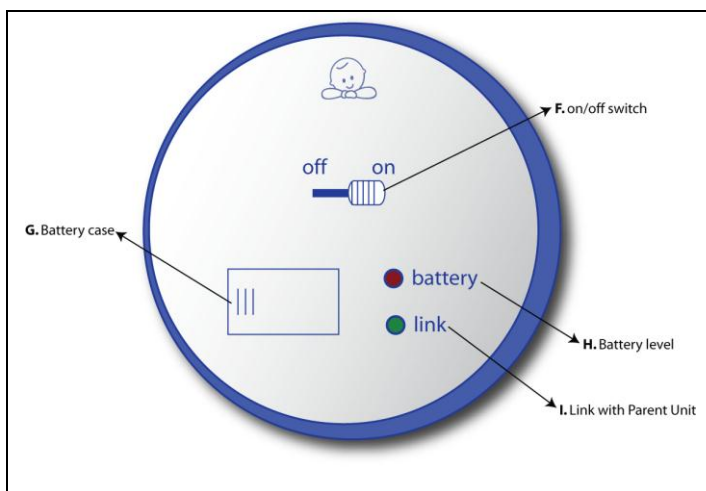 F. on/off switch
off on
G. Battery case
battery
link
H. Battery level
I. Link with Parent Unit